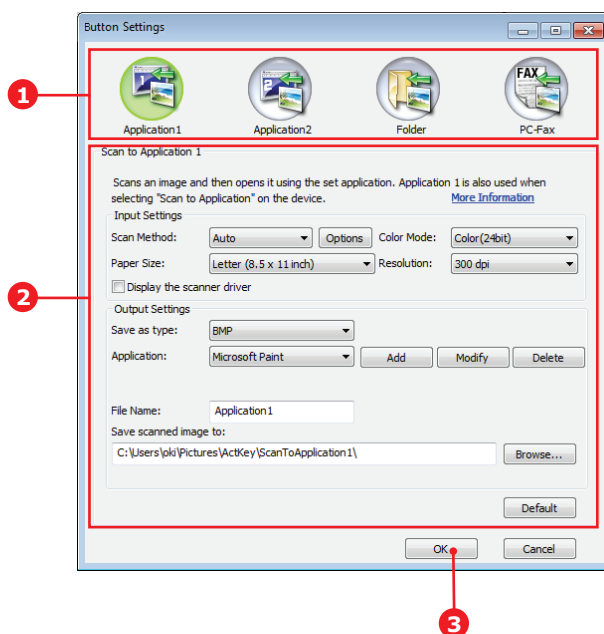 Button Settings
1
FAX
Application1 Application2 Folder PC-Fax
Scan to Application 1
Scans an image and then opens it using the set application. Application 1 is also used when
selecting "Scan to Application" on the device. More Information
Input Settings
Scan Method: Auto Options Color Mode: Color(24bit)
Paper Size: Letter (8.5 x 11 inch) Resolution: 300 dpi
2
Display the scanner driver
Output Settings
Save as type: BMP
Application: Microsoft Paint Add Modify Delete
File Name: Application1
Save scanned image to:
C:\Users\oki\Pictures\ActKey\ScanToApplication1\ Browse...
Default
OK Cancel
3